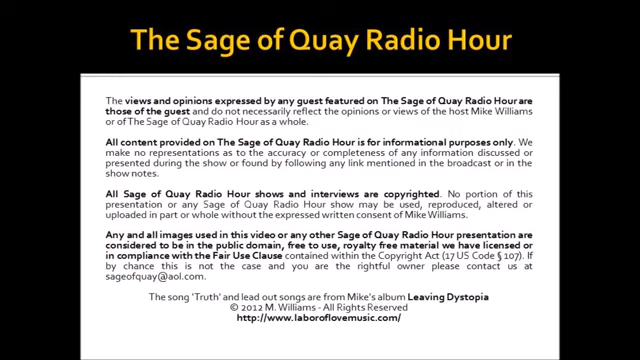 The Sage of Quay Radio Hour
The views and opinions expressed by any guest featured on The Sage of Quay Radio Hour are
those of the guest and do not necessarily reflect the opinions or views of the host Mike Williams
or of The Sage of Quay Radio Hour as a whole.
All content provided on The Sage of Quay Radio Hour is for informational purposes only. We
make no representations as to the accuracy or completeness of any information discussed or
presented during the show or found by following any link mentioned in the broadcast or in the
show notes.
All Sage of Quay Radio Hour shows and interviews are copyrighted. No portion of this
presentation or any Sage of Quay Radio Hour show may be used, reproduced, altered or
uploaded in part or whole without the expressed written consent of Mike Williams.
Any and all images used in this video or any other Sage of Quay Radio Hour presentation are
considered to be in the public domain, free to use, royalty free material we have licensed or
in compliance with the Fair Use Clause contained within the Copyright Act (17 US Code § 107). If
by chance this is not the case and you are the rightful owner please contact us at
sageofquay@aol.com.
The song 'Truth' and lead out songs are from Mike's album Leaving Dystopia
© 2012 M. Williams - All Rights Reserved
http://www.laboroflovemusic.com/